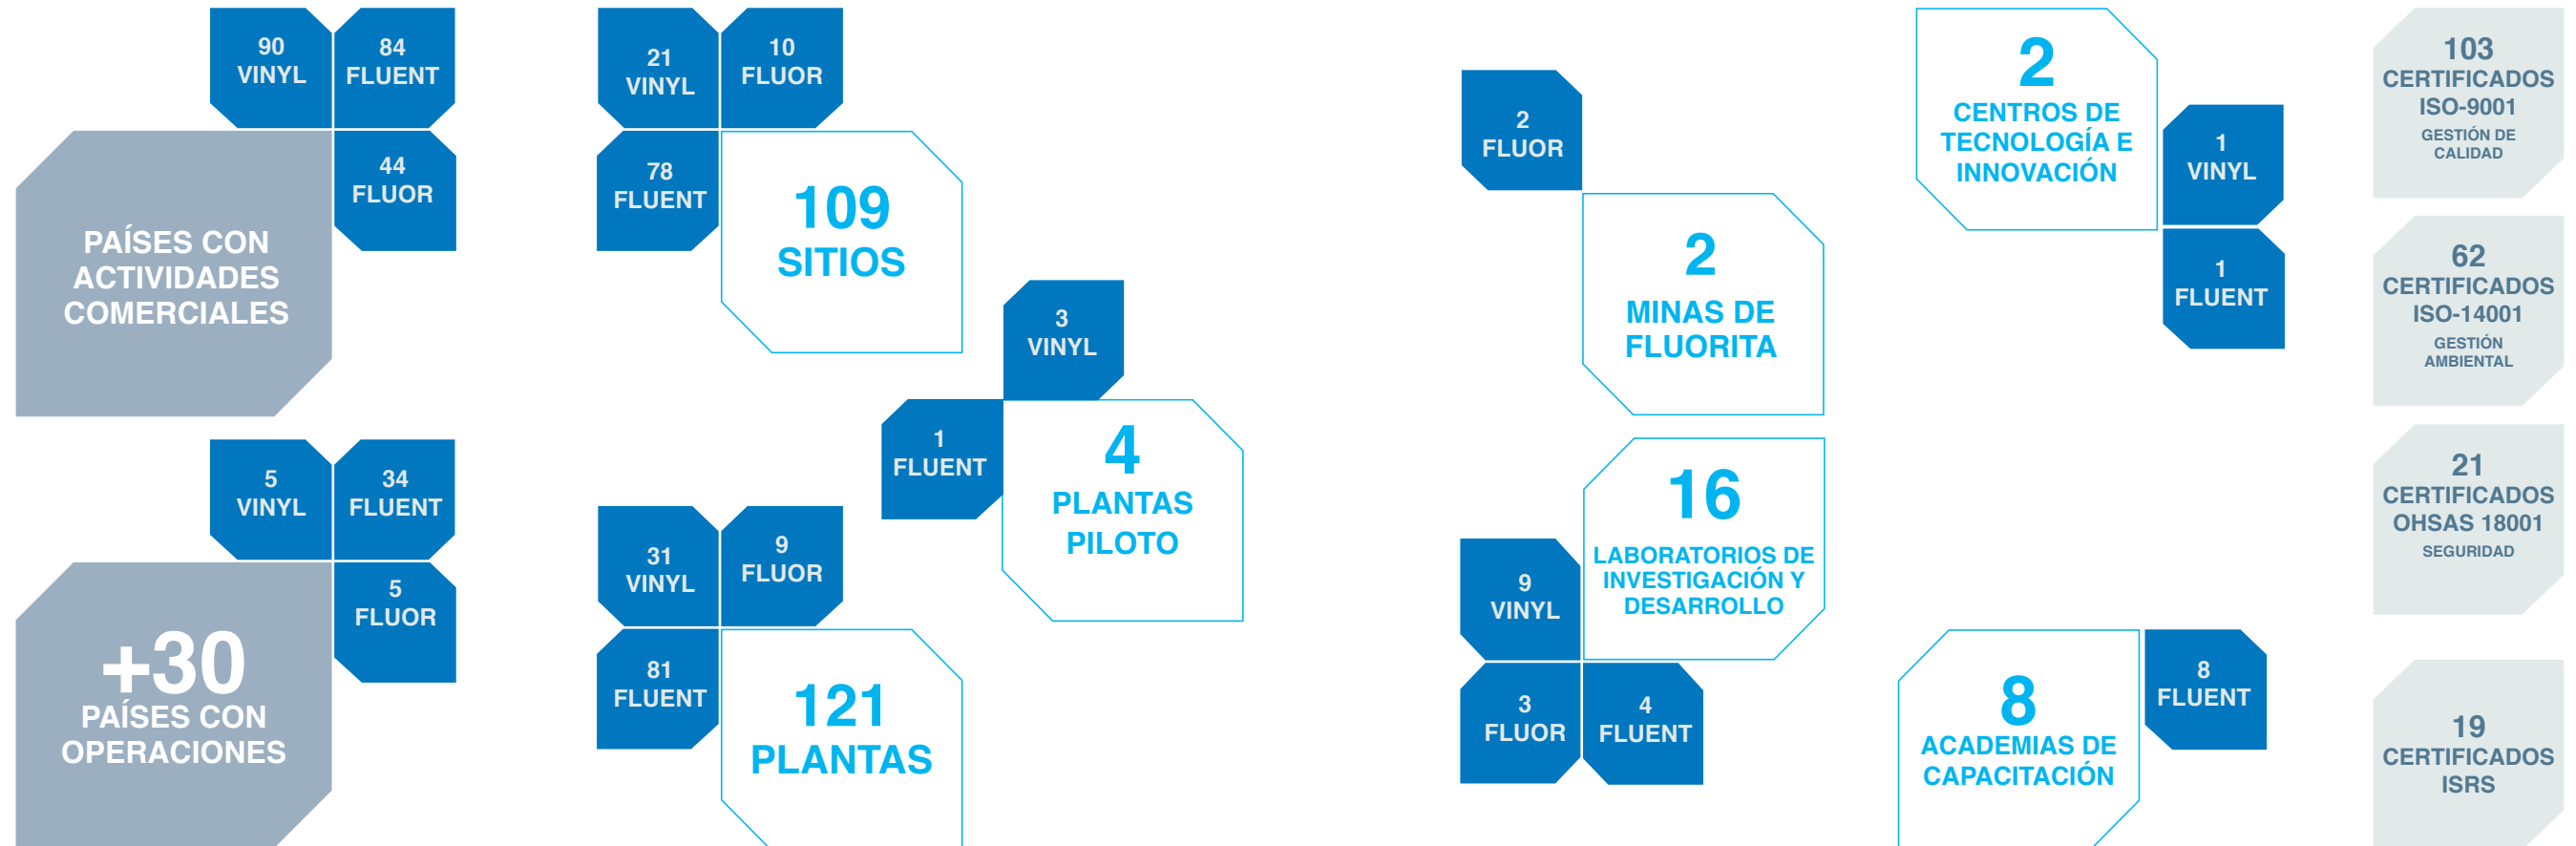 90
VINYL
84
FLUENT
44
FLUOR
PAÍSES CON
ACTIVIDADES
COMERCIALES
5
VINYL
34
FLUENT
5
FLUOR
+30
PAÍSES CON
OPERACIONES
21
VINYL
10
FLUOR
78
FLUENT
109
SITIOS
3
VINYL
1
FLUENT
4
PLANTAS
PILOTO
31
VINYL
9
FLUOR
81
FLUENT
121
PLANTAS
2
FLUOR
2
MINAS DE
FLUORITA
16
LABORATORIOS DE
INVESTIGACIÓN Y
DESARROLLO
9
VINYL
3
FLUOR
4
FLUENT
2
CENTROS DE
TECNOLOGÍA E
INNOVACIÓN
1
VINYL
1
FLUENT
8
ACADEMIAS DE
CAPACITACIÓN
8
FLUENT
103
CERTIFICADOS
ISO-9001
GESTIÓN DE
CALIDAD
62
CERTIFICADOS
ISO-14001
GESTIÓN
AMBIENTAL
21
CERTIFICADOS
OHSAS 18001
SEGURIDAD
19
CERTIFICADOS
ISRS